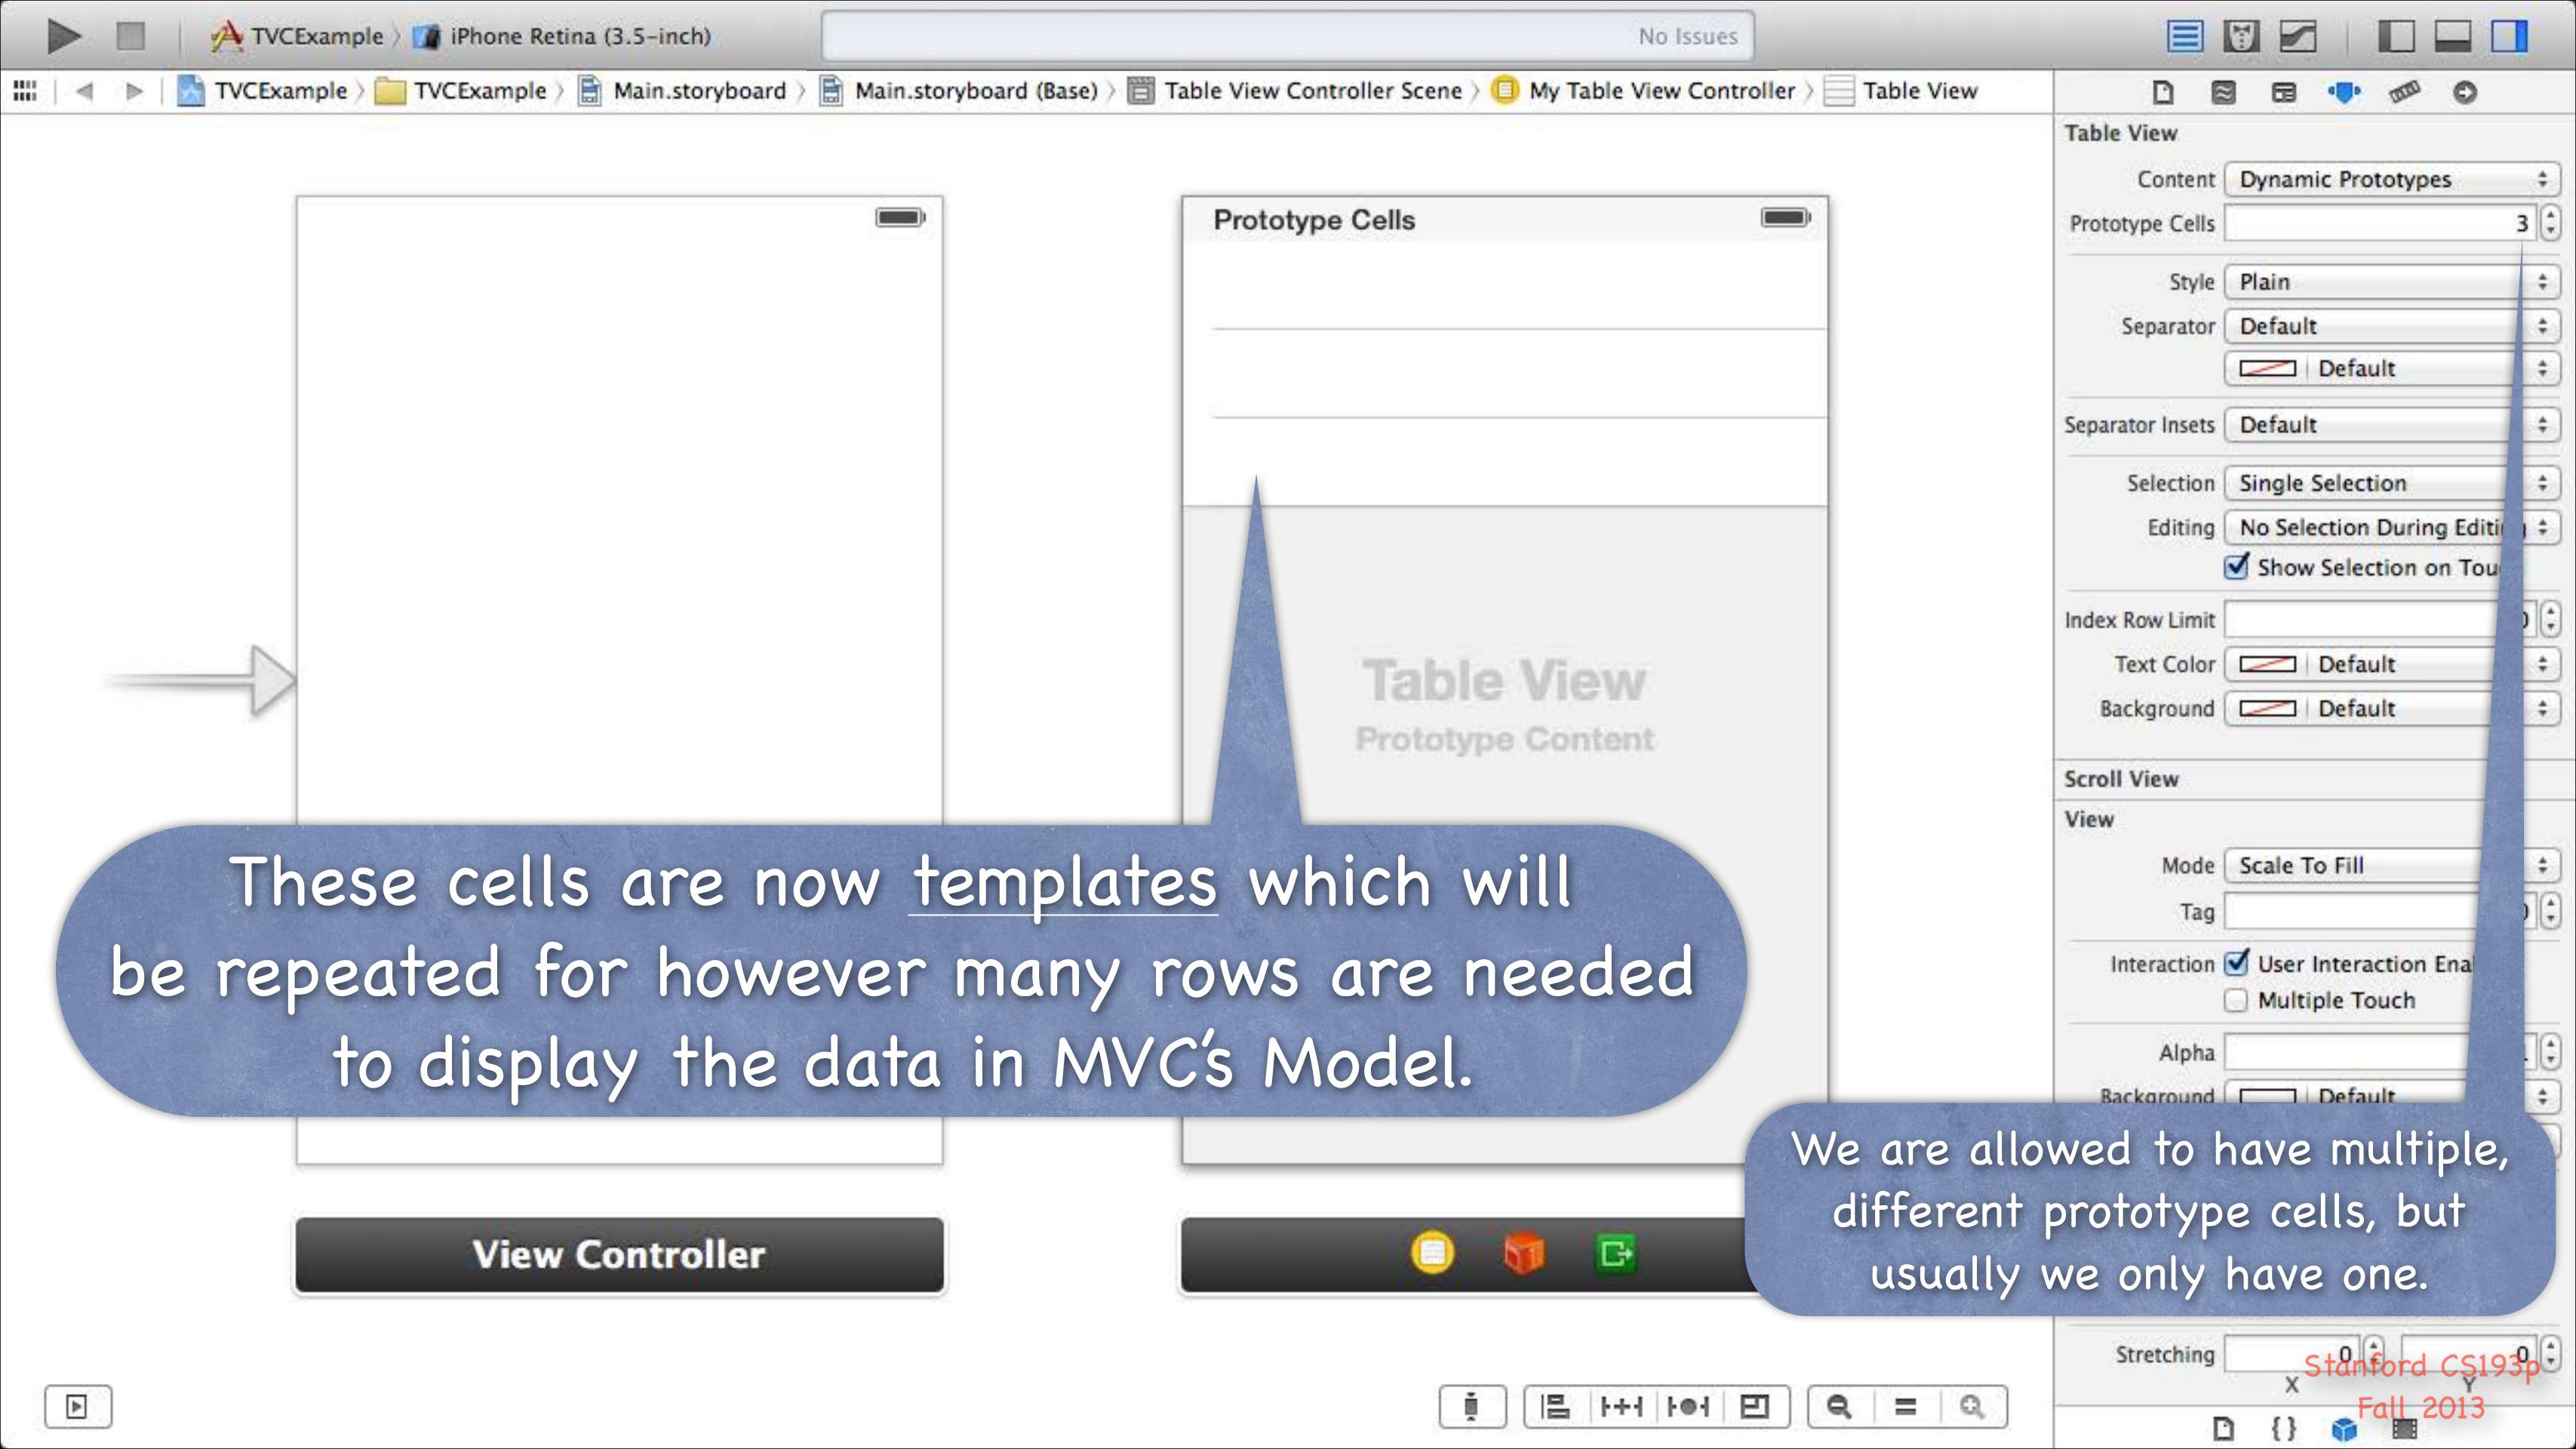 TVCExample
iPhone Retina (3.5-inch)
No Issues
TVCExample
TVCExample
Main.storyboard
Main.storyboard (Base)
Table View Controller Scene
My Table View Controller
Table View
Prototype Cells
Table View
Prototype Content
These cells are now templates which will
be repeated for however many rows are needed
to display the data in MVC's Model.
View Controller
Table View
Content Dynamic Prototypes
Prototype Cells 3
Style Plain
Separator Default
Default
Separator Insets Default
Selection Single Selection
Editing No Selection During
Show Selection on
Index Row Limit
Text Color Default
Background Default
Scroll View
View
Mode Scale To Fill
Tag
Interaction User Interaction
Multiple Touch
Alpha
Background Default
We are allowed to have multiple,
different prototype cells, but
usually we only have one.
Stretching 0 0
X Y
Stanford CS193p
Fall 2013